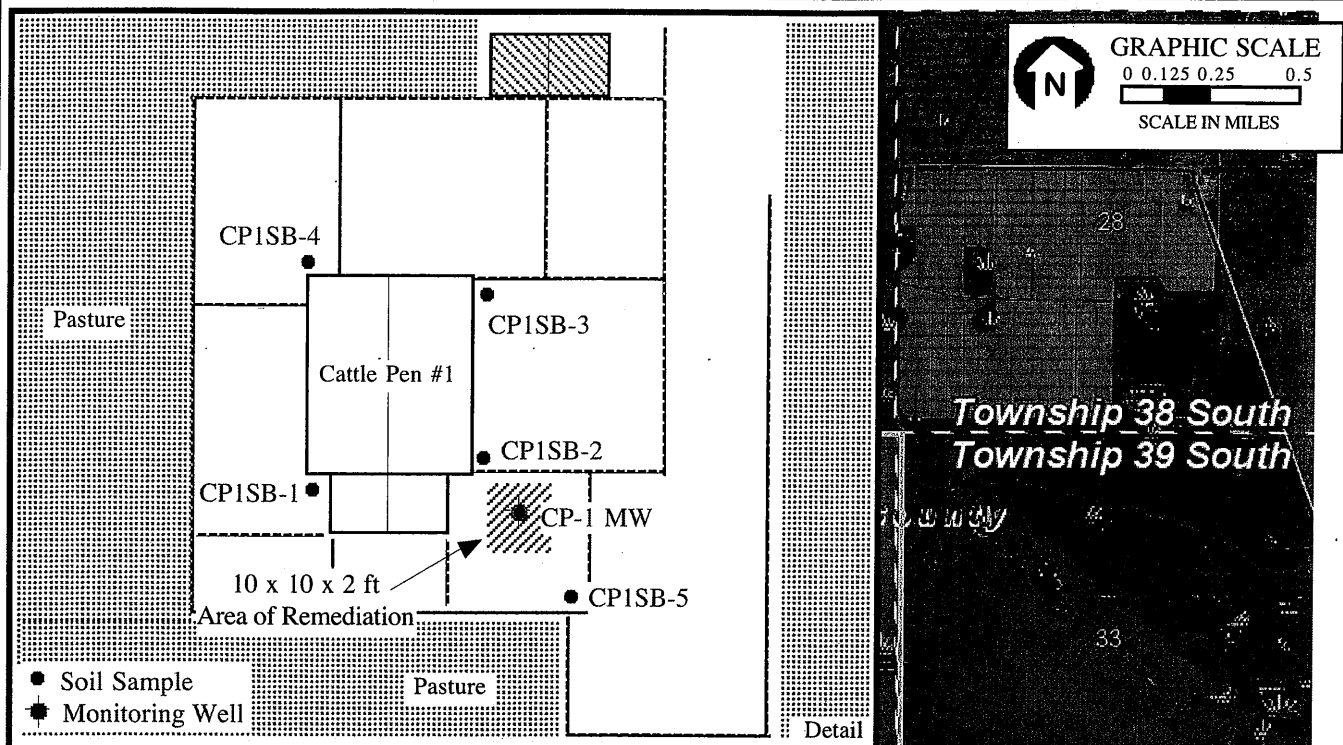 GRAPHIC SCALE
0 0.125 0.25 0.5
SCALE IN MILES
N
CP1SB-4
CP1SB-3
Pasture
Cattle Pen #1
CP1SB-2
CP1SB-1
CP-1 MW
10 x 10 x 2 ft
Area of Remediation
CP1SB-5
Soil Sample
Monitoring Well
Pasture
Detail
28
Township 38 South
Township 39 South
County
33